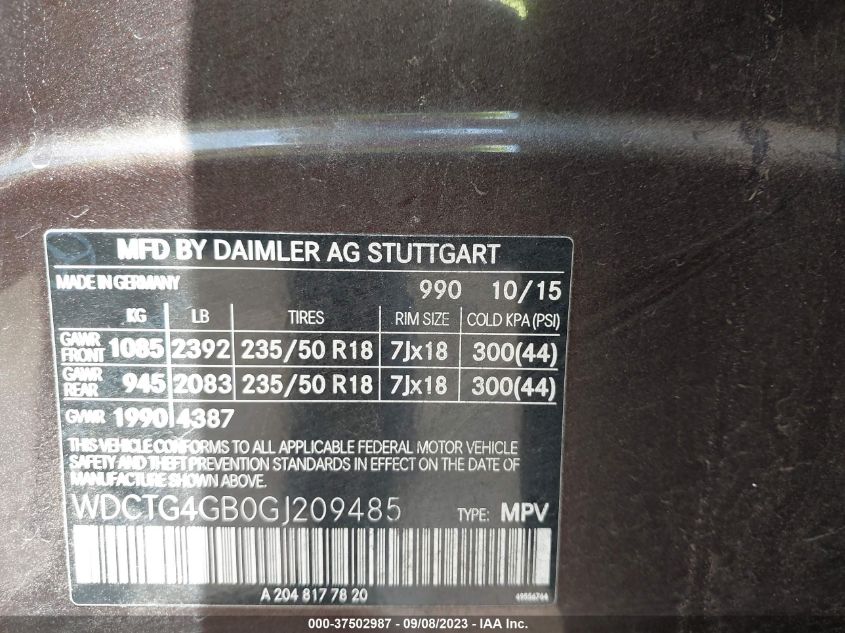 MFD BY DAIMLER AG STUTTGART
MADE IN GERMANY 990 10/15
KG LB TIRES RIM SIZE COLD KPA (PSI)
GAWR FRONT 1085 2392 235/50 R18 7Jx18 300(44)
GAWR REAR 945 2083 235/50 R18 7Jx18 300(44)
GVWR 1990 4387
THIS VEHICLE CONFORMS TO ALL APPLICABLE FEDERAL MOTOR VEHICLE
SAFETY AND THEFT PREVENTION STANDARDS IN EFFECT ON THE DATE OF
MANUFACTURE SHOWN ABOVE.
WDCTG4GB0GJ209485 TYPE: MPV
A 204 817 78 20 49556764
000-37502987 - 09/08/2023 - IAA Inc.